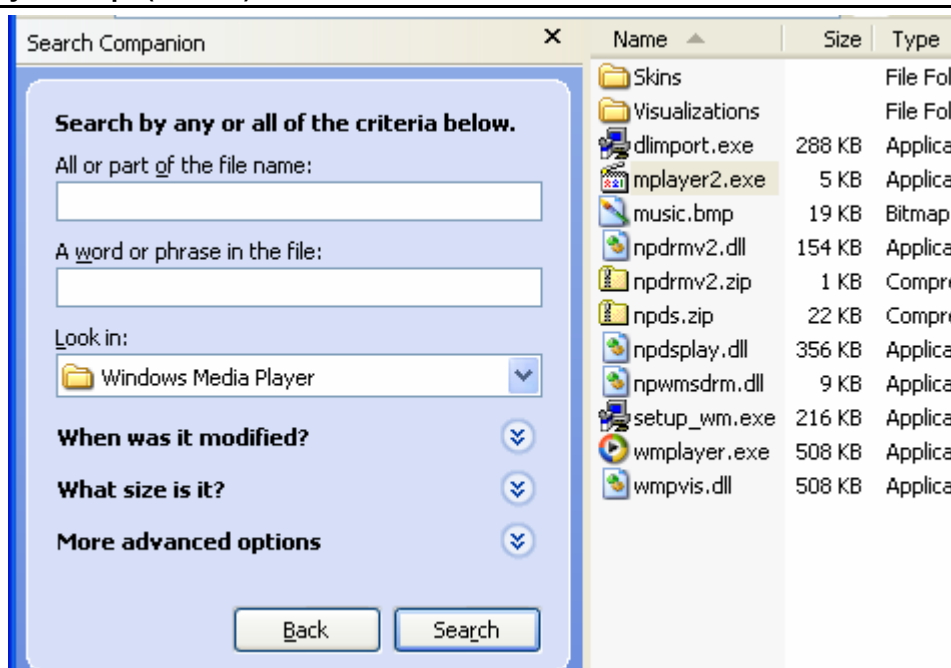 Search Companion
Search by any or all of the criteria below.
All or part of the file name:
A word or phrase in the file:
Look in:
Windows Media Player
When was it modified?
What size is it?
More advanced options
Back Search
Name Size Type
Skins File Fol
Visualizations File Fol
dlimport.exe 288 KB Applica
mplayer2.exe 5 KB Applica
music.bmp 19 KB Bitmap
npdrmv2.dll 154 KB Applica
npdrmv2.zip 1 KB Compre
npds.zip 22 KB Compre
npdsplay.dll 356 KB Applica
npwmsdrm.dll 9 KB Applica
setup_wm.exe 216 KB Applica
wmplayer.exe 508 KB Applica
wmpvis.dll 508 KB Applica